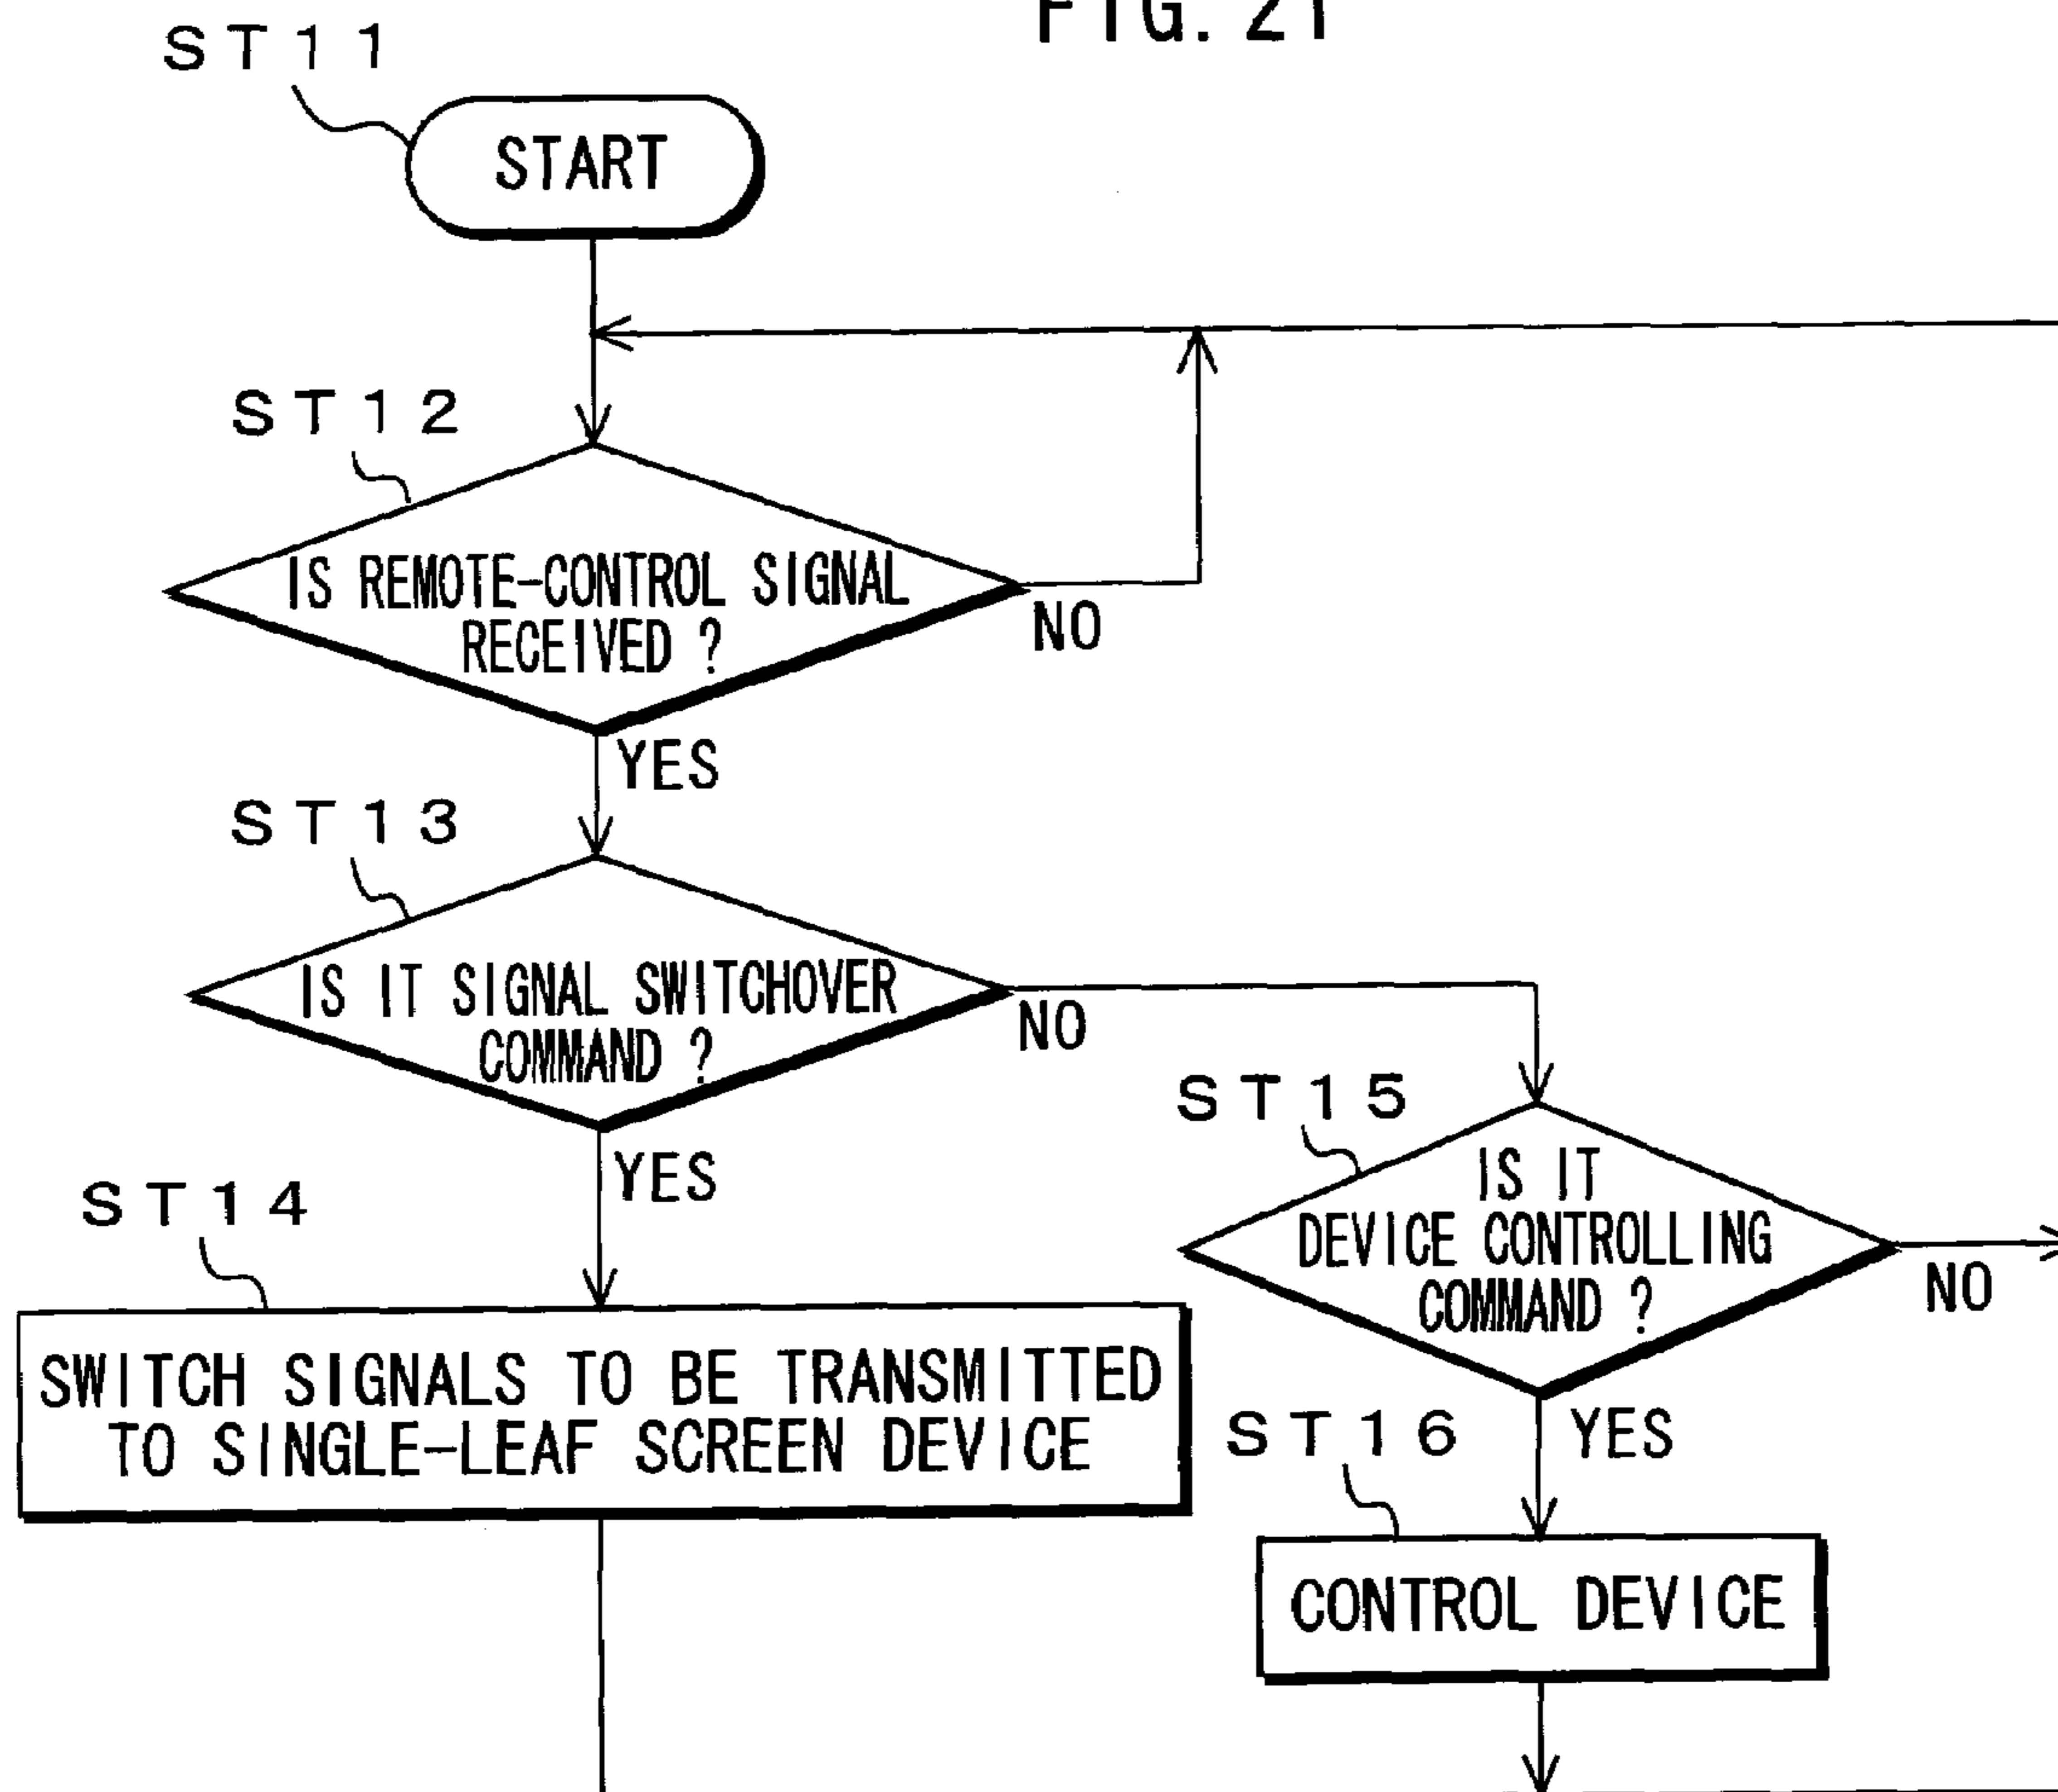 FIG. 21
ST11
START
ST12
IS REMOTE-CONTROL SIGNAL
RECEIVED ?
NO
YES
ST13
IS IT SIGNAL SWITCHOVER
COMMAND ?
NO
YES
ST14
SWITCH SIGNALS TO BE TRANSMITTED
TO SINGLE-LEAF SCREEN DEVICE
ST15
IS IT
DEVICE CONTROLLING
COMMAND ?
NO
YES
ST16
CONTROL DEVICE